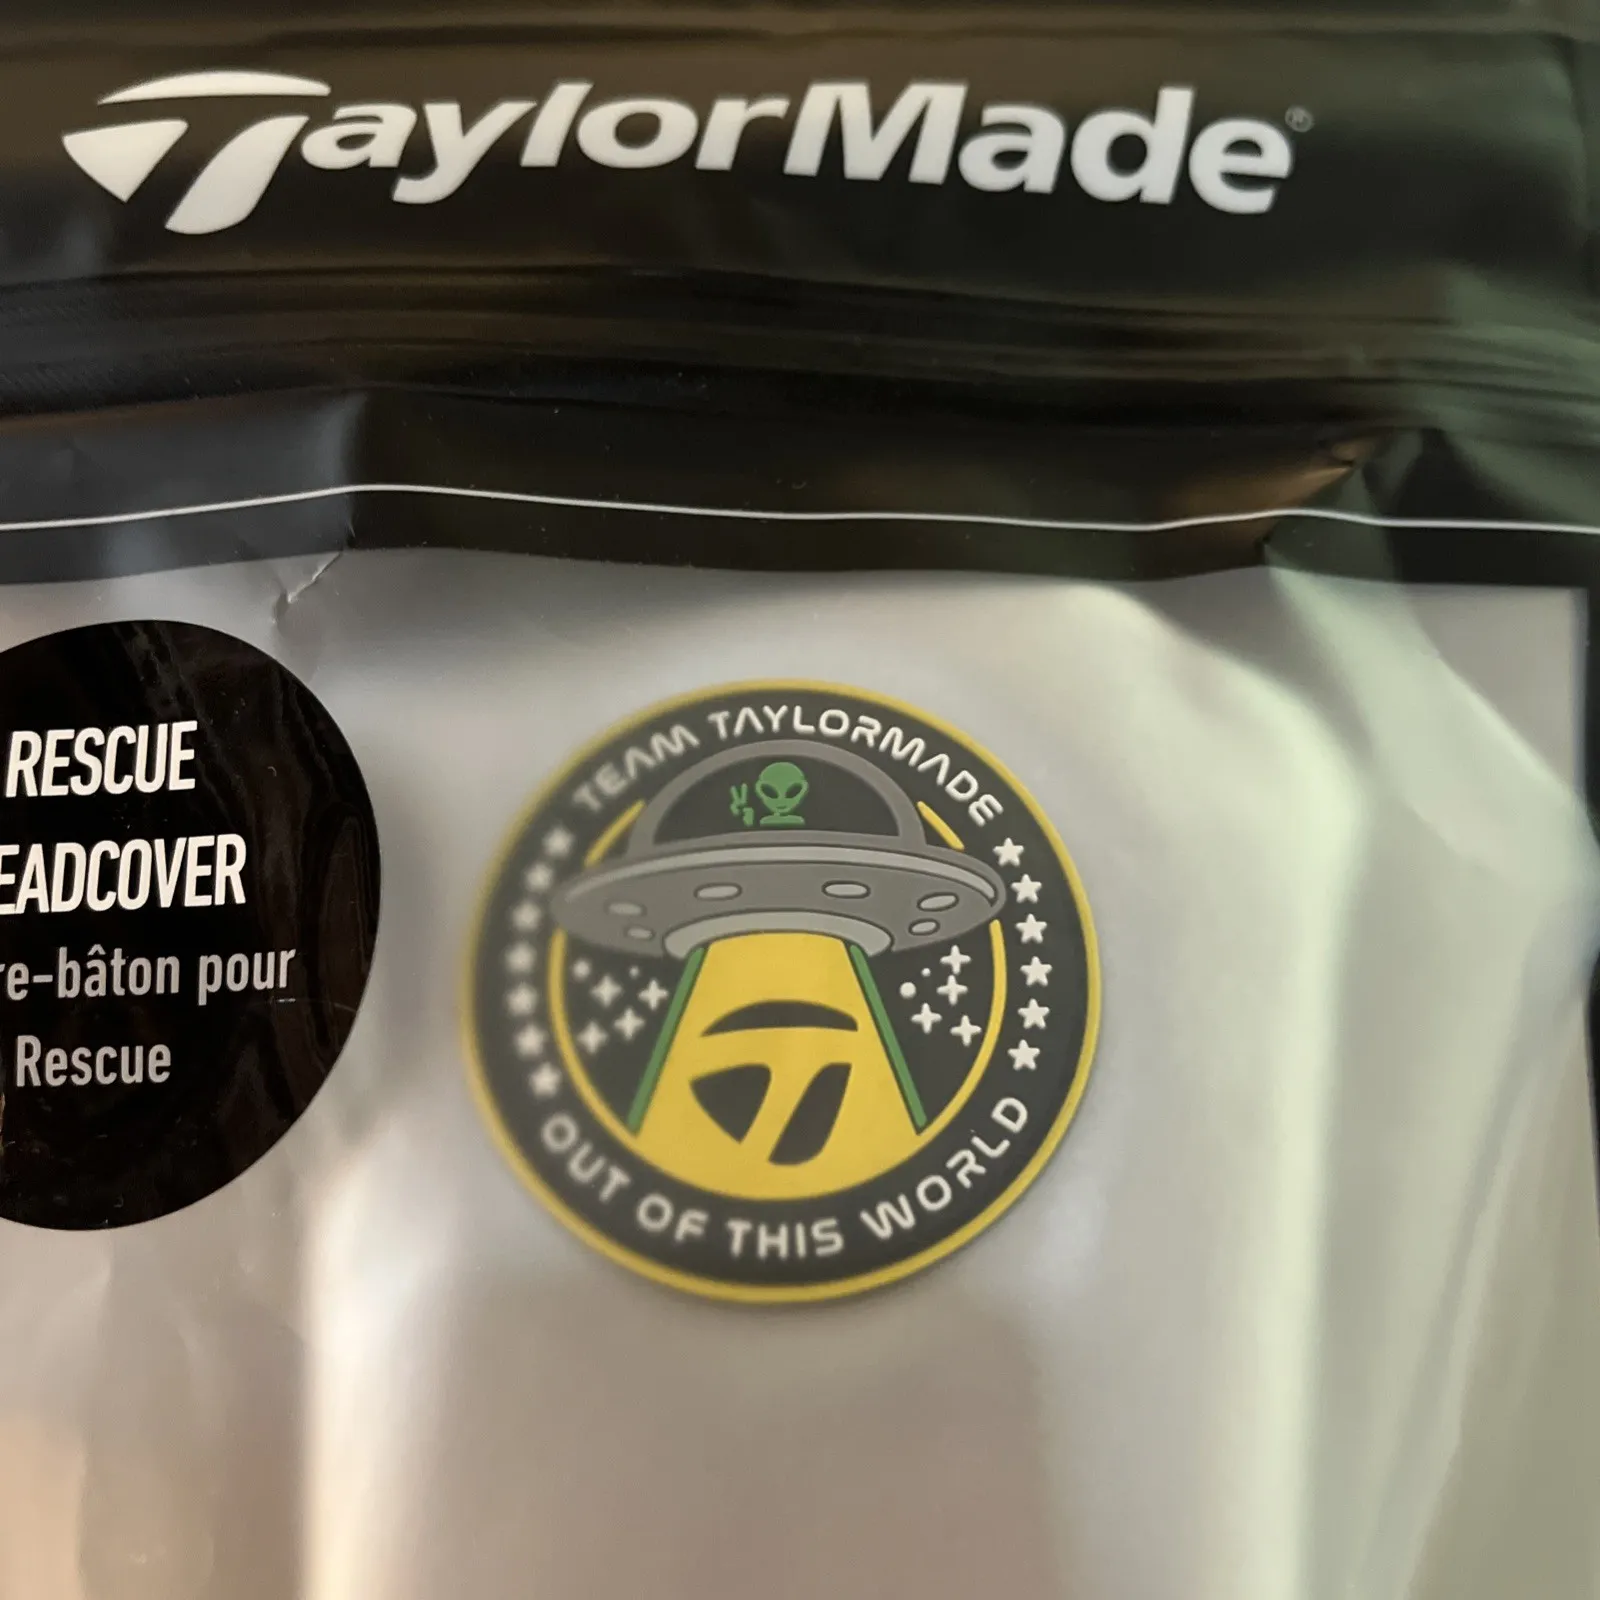 TaylorMade®
RESCUE
EADCOVER
re-bâton pour
Rescue
TEAM TAYLORMADE
OUT OF THIS WORLD